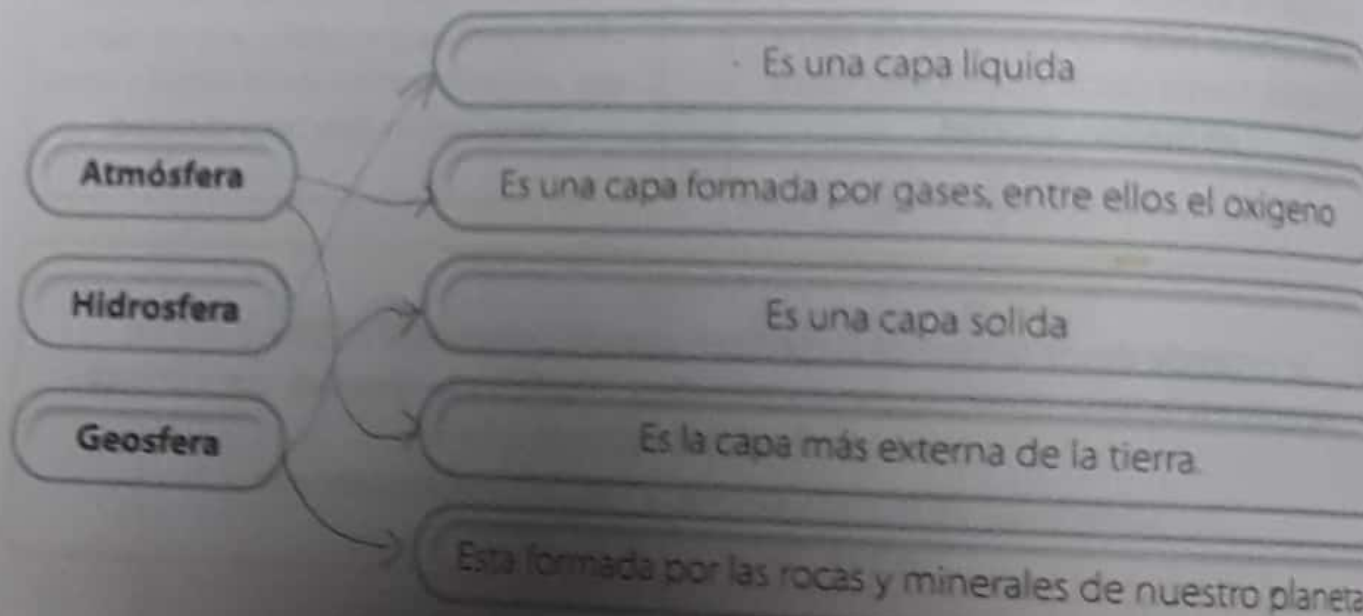 Es una capa líquida
Atmósfera
Es una capa formada por gases, entre ellos el oxigeno
Hidrosfera
Es una capa solida
Geosfera
Es la capa más externa de la tierra.
Esta formada por las rocas y minerales de nuestro planeta